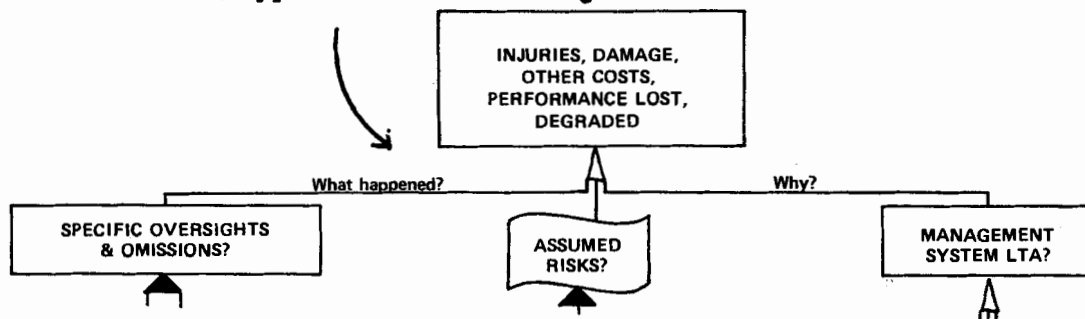 INJURIES, DAMAGE,
OTHER COSTS,
PERFORMANCE LOST,
DEGRADED
What happened?
Why?
SPECIFIC OVERSIGHTS
& OMISSIONS?
ASSUMED
RISKS?
MANAGEMENT
SYSTEM LTA?